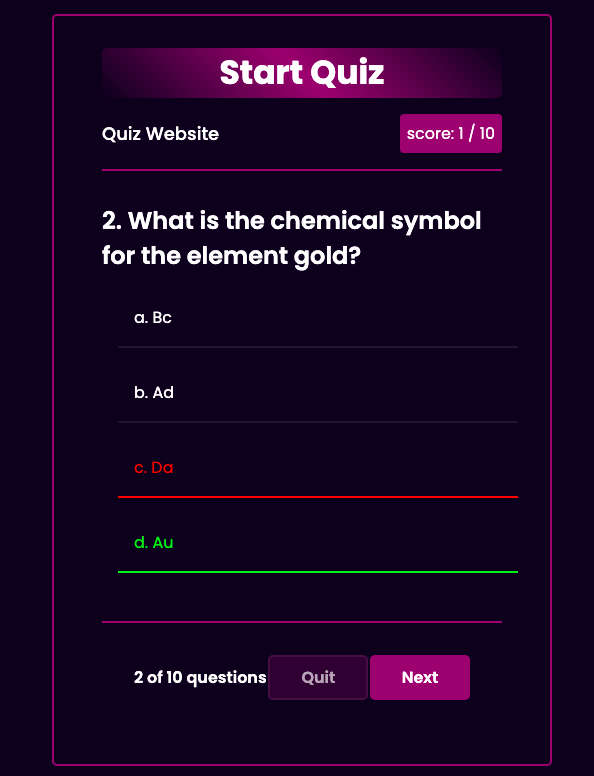 Start Quiz
Quiz Website
score: 1 / 10
2. What is the chemical symbol
for the element gold?
a. Bc
b. Ad
c. Da
d. Au
2 of 10 questions
Quit
Next